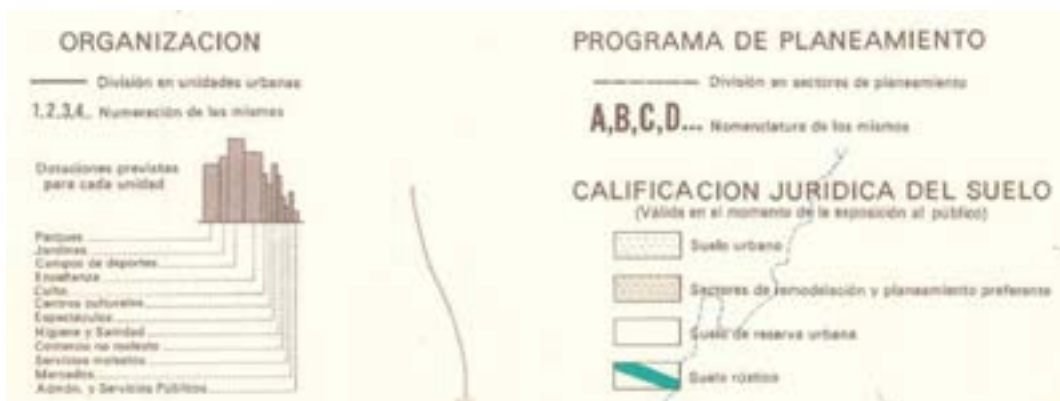 ORGANIZACION
División en unidades urbanas
1,2,3,4.. Numeración de las mismas
Dotaciones previstas
para cada unidad
Parques
Jardines
Campos de deportes
Enseñanza
Culto
Centros culturales
Espectáculos
Higiene y Sanidad
Comercio no molesto
Servicios molestos
Mercados
Admón. y Servicios Públicos
PROGRAMA DE PLANEAMIENTO
División en sectores de planeamiento
A,B,C,D... Nomenclatura de los mismos
CALIFICACION JURIDICA DEL SUELO
(Válida en el momento de la exposición al público)
Suelo urbano
Sectores de remodelación y planeamiento preferente
Suelo de reserva urbana
Suelo rústico